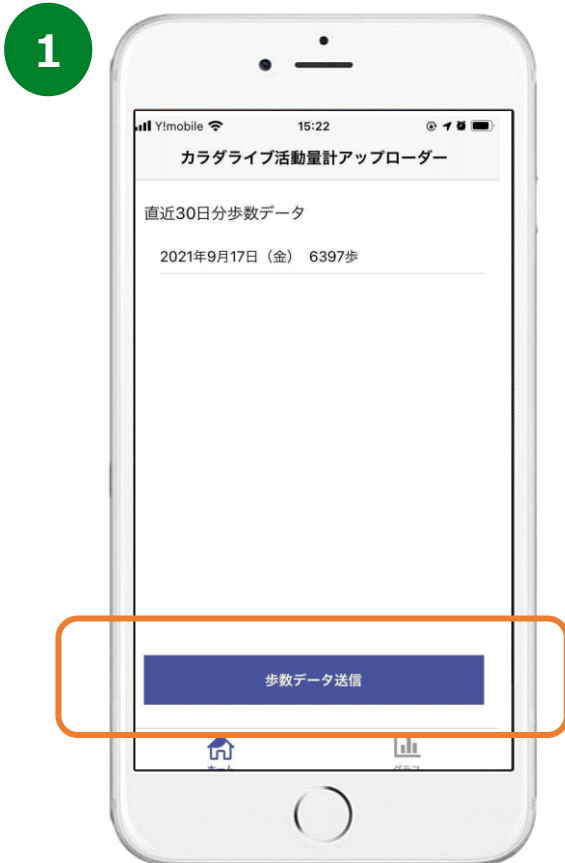 1
Y!mobile 15:22
カラダライブ活動量計アップローダー
直近30日分歩数データ
2021年9月17日（金） 6397歩
歩数データ送信